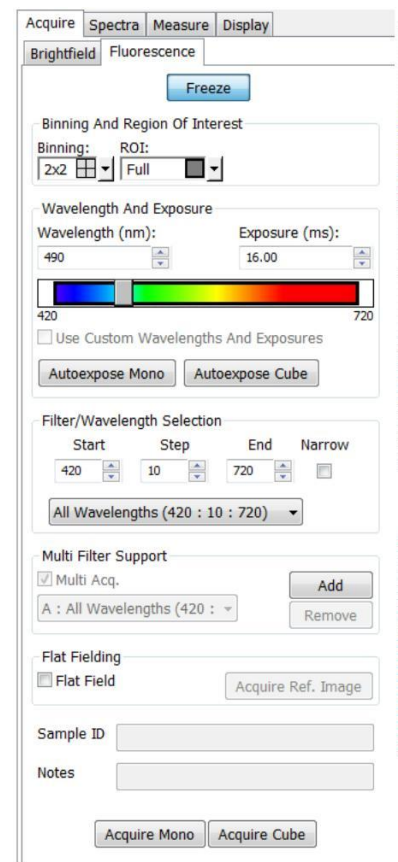 Acquire Spectra Measure Display
Brightfield Fluorescence
Freeze
Binning And Region Of Interest
Binning: ROI:
2x2 Full
Wavelength And Exposure
Wavelength (nm): Exposure (ms):
490 16.00
420 720
Use Custom Wavelengths And Exposures
Autoexpose Mono Autoexpose Cube
Filter/Wavelength Selection
Start Step End Narrow
420 10 720
All Wavelengths (420 : 10 : 720)
Multi Filter Support
Multi Acq. Add
A : All Wavelengths (420 : Remove
Flat Fielding
Flat Field Acquire Ref. Image
Sample ID
Notes
Acquire Mono Acquire Cube